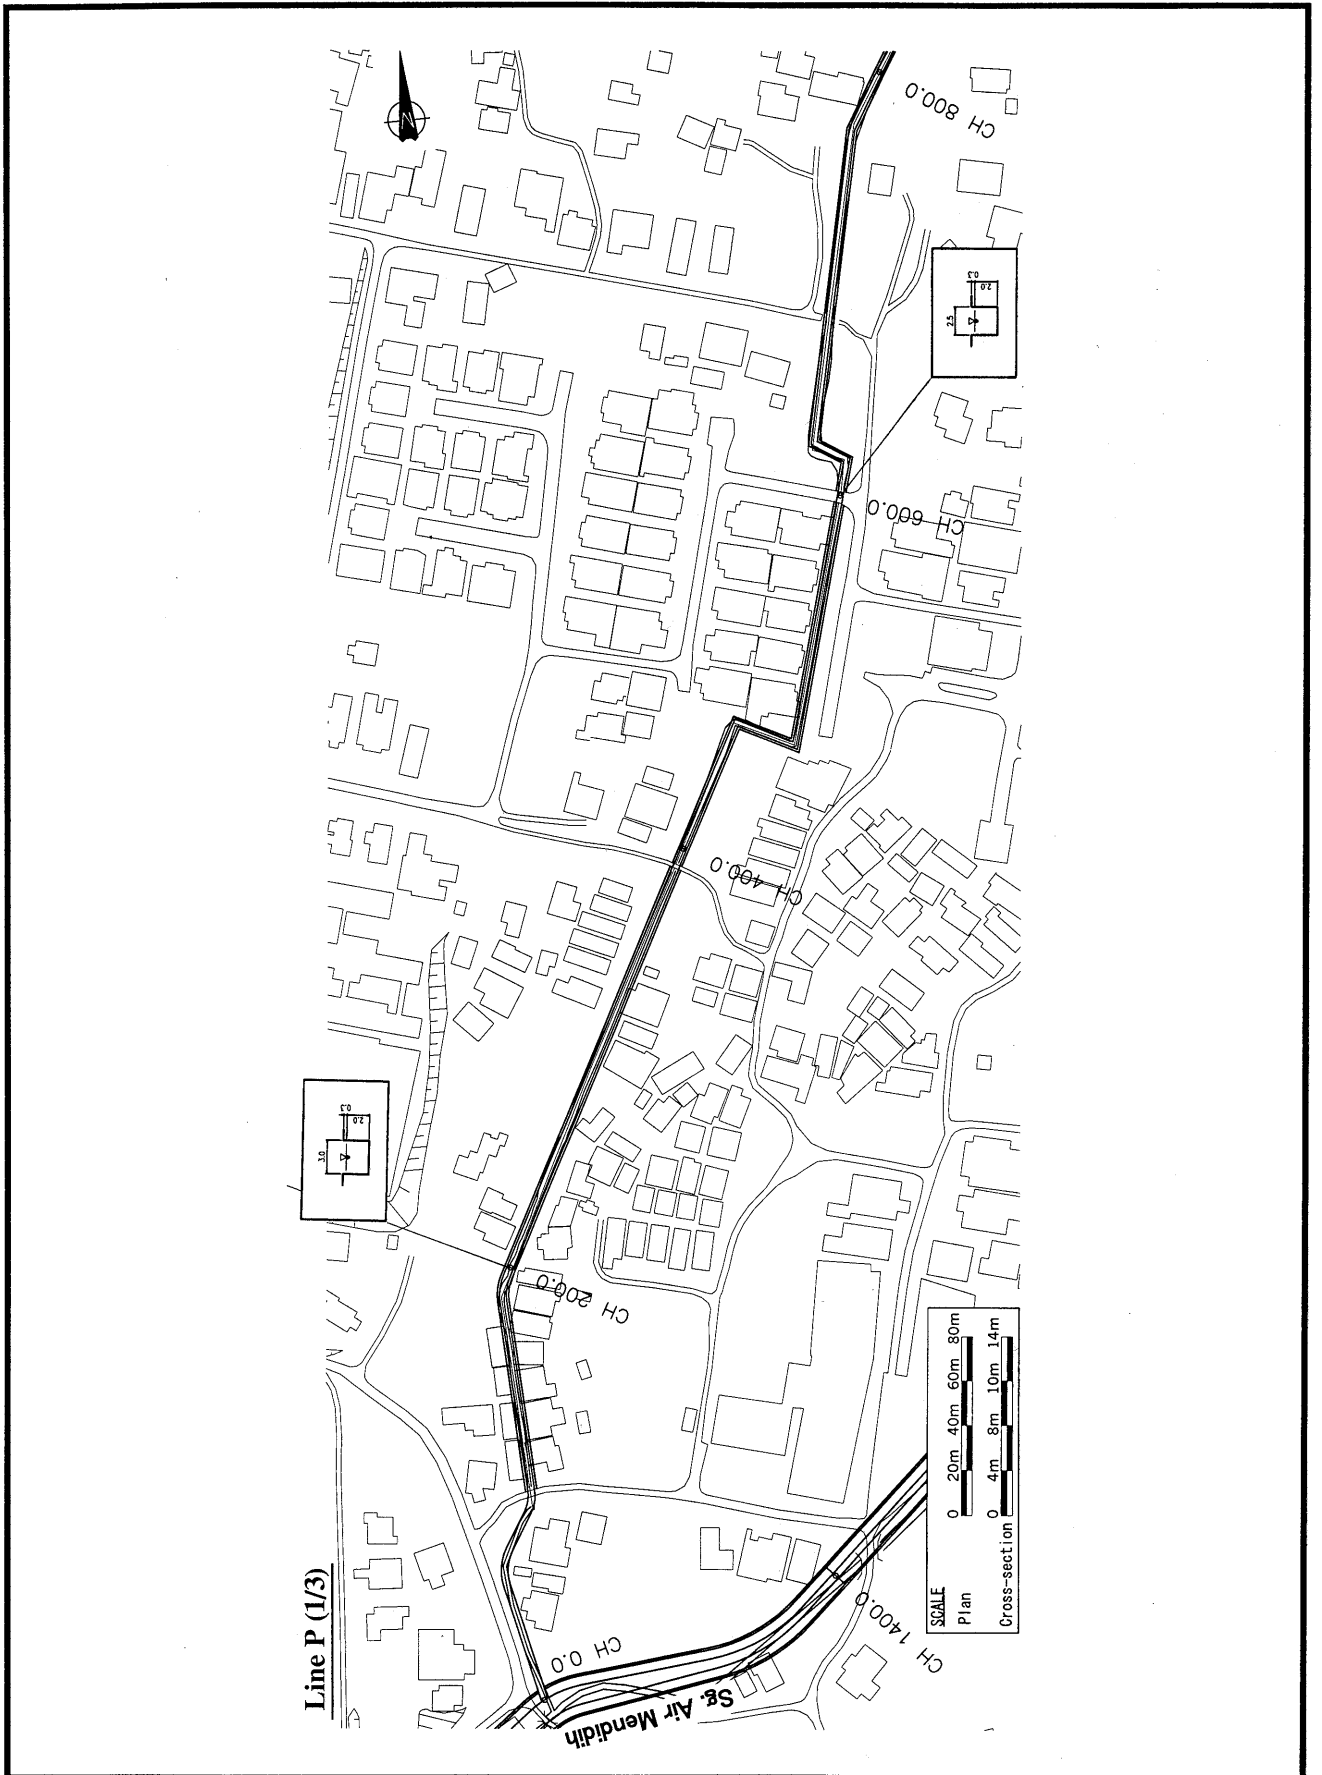 Line P (1/3)
N
CH 800.0
2.5
0.3
2.0
CH 600.0
CH 400.0
3.0
0.3
2.0
CH 200.0
CH 0.0
Sg. Air Mendidih
CH 1400.0
SCALE
Plan
0 20m 40m 60m 80m
Cross-section
0 4m 8m 10m 14m